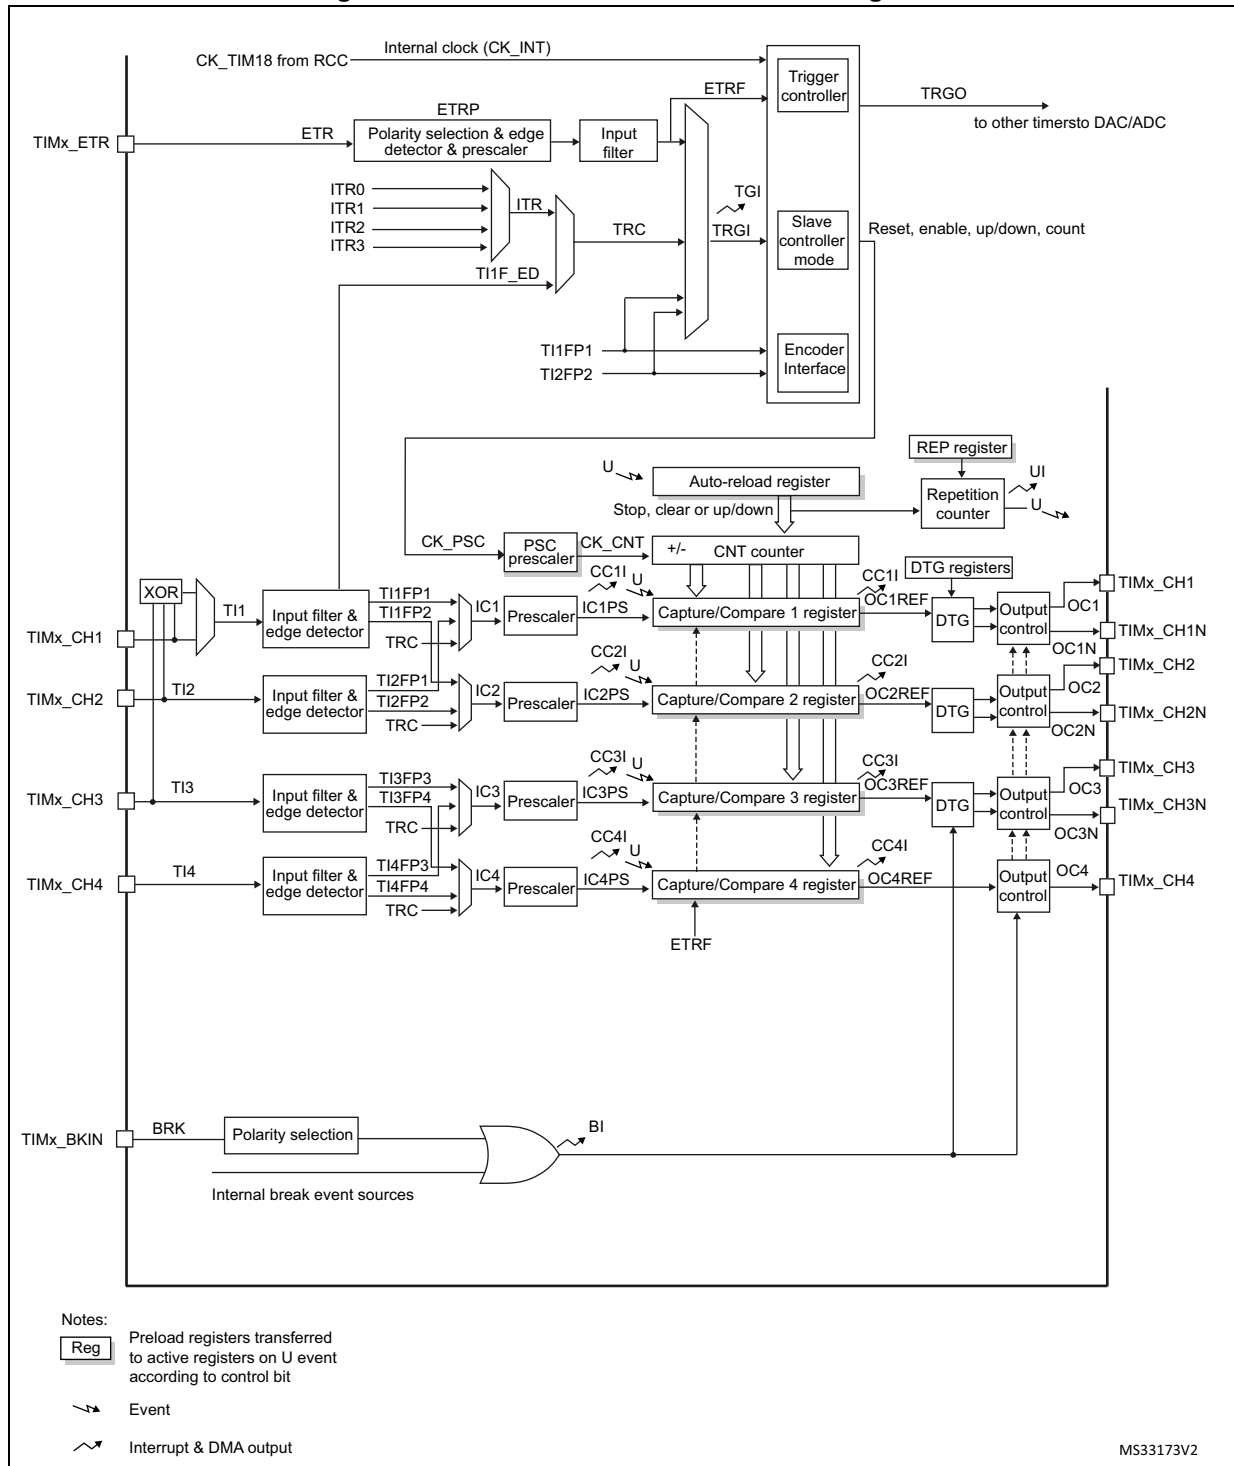 Internal clock (CK_INT)
CK_TIM18 from RCC
Trigger
controller
ETRF
TRGO
to other timersto DAC/ADC
ETRP
TIMx_ETR
ETR
Polarity selection & edge
detector & prescaler
Input
filter
ITR0
ITR1
ITR2
ITR3
ITR
TGI
TRC
TRGI
Slave
controller
mode
Reset, enable, up/down, count
TI1F_ED
TI1FP1
TI2FP2
Encoder
Interface
REP register
U
Auto-reload register
UI
Repetition
counter
U
Stop, clear or up/down
CK_PSC
PSC
prescaler
CK_CNT
+/-
CNT counter
DTG registers
XOR
TI1
TIMx_CH1
Input filter &
edge detector
TI1FP1
TI1FP2
TRC
IC1
Prescaler
IC1PS
CC1I
U
Capture/Compare 1 register
CC1I
OC1REF
DTG
Output
control
OC1
TIMx_CH1
TIMx_CH1N
OC1N
TIMx_CH2
TI2
Input filter &
edge detector
TI2FP1
TI2FP2
TRC
IC2
Prescaler
IC2PS
CC2I
U
Capture/Compare 2 register
CC2I
OC2REF
DTG
Output
control
TIMx_CH2
OC2
TIMx_CH2N
OC2N
TIMx_CH3
TI3
Input filter &
edge detector
TI3FP3
TI3FP4
TRC
IC3
Prescaler
IC3PS
CC3I
U
Capture/Compare 3 register
CC3I
OC3REF
DTG
Output
control
TIMx_CH3
OC3
TIMx_CH3N
OC3N
TIMx_CH4
TI4
Input filter &
edge detector
TI4FP3
TI4FP4
TRC
IC4
Prescaler
IC4PS
CC4I
U
Capture/Compare 4 register
CC4I
OC4REF
Output
control
OC4
TIMx_CH4
ETRF
TIMx_BKIN
BRK
Polarity selection
BI
Internal break event sources
Notes:
Reg
Preload registers transferred
to active registers on U event
according to control bit
Event
Interrupt & DMA output
MS33173V2